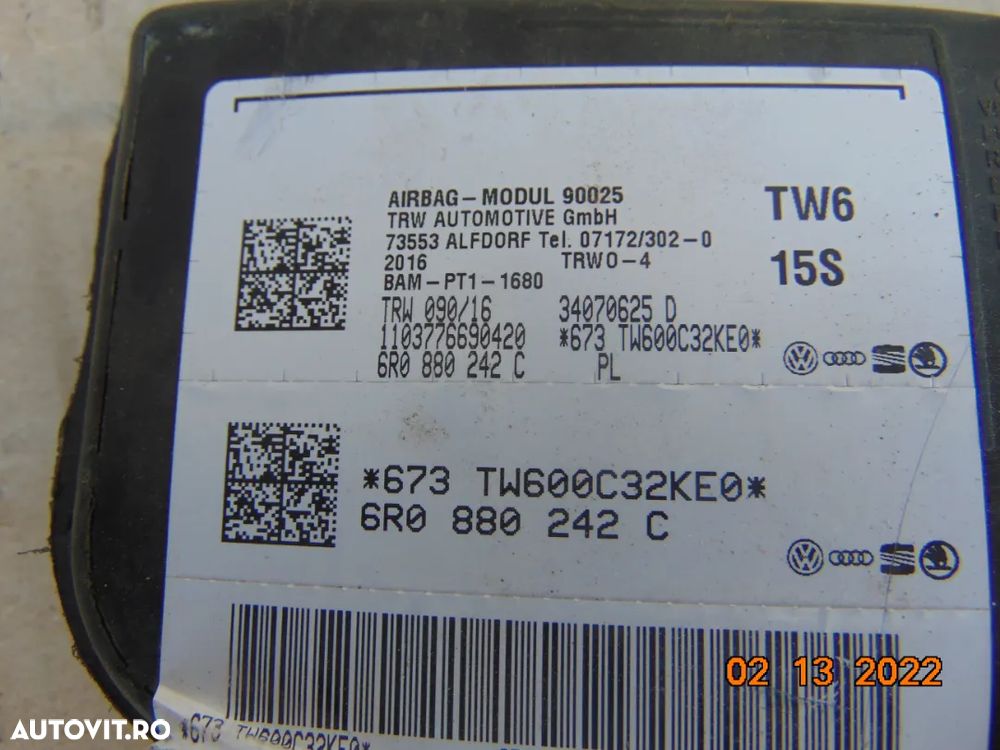 AIRBAG-MODUL 90025
TRW AUTOMOTIVE GmbH
73553 ALFDORF Tel. 07172/302-0
2016 TRWO-4
BAM-PT1-1680
TW6
15S
TRW 090/16 34070625 D
1103776690420 *673 TW600C32KE0*
6R0 880 242 C PL
*673 TW600C32KE0*
6R0 880 242 C
02 13 2022
*673 TW600C32KE0*
AUTOVIT.RO